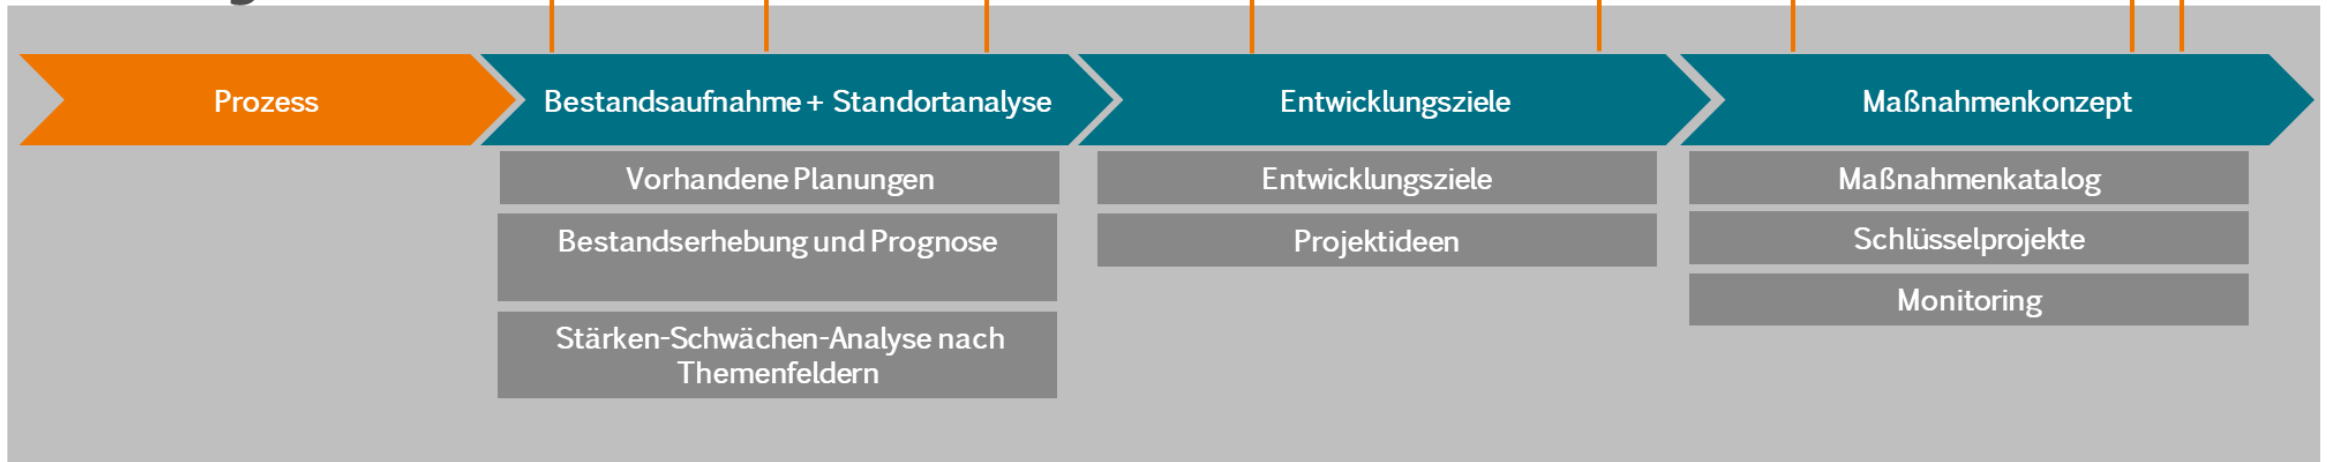 Prozess
Bestandsaufnahme + Standortanalyse
Entwicklungsziele
Maßnahmenkonzept
Vorhandene Planungen
Bestandserhebung und Prognose
Stärken-Schwächen-Analyse nach
Themenfeldern
Entwicklungsziele
Projektideen
Maßnahmenkatalog
Schlüsselprojekte
Monitoring